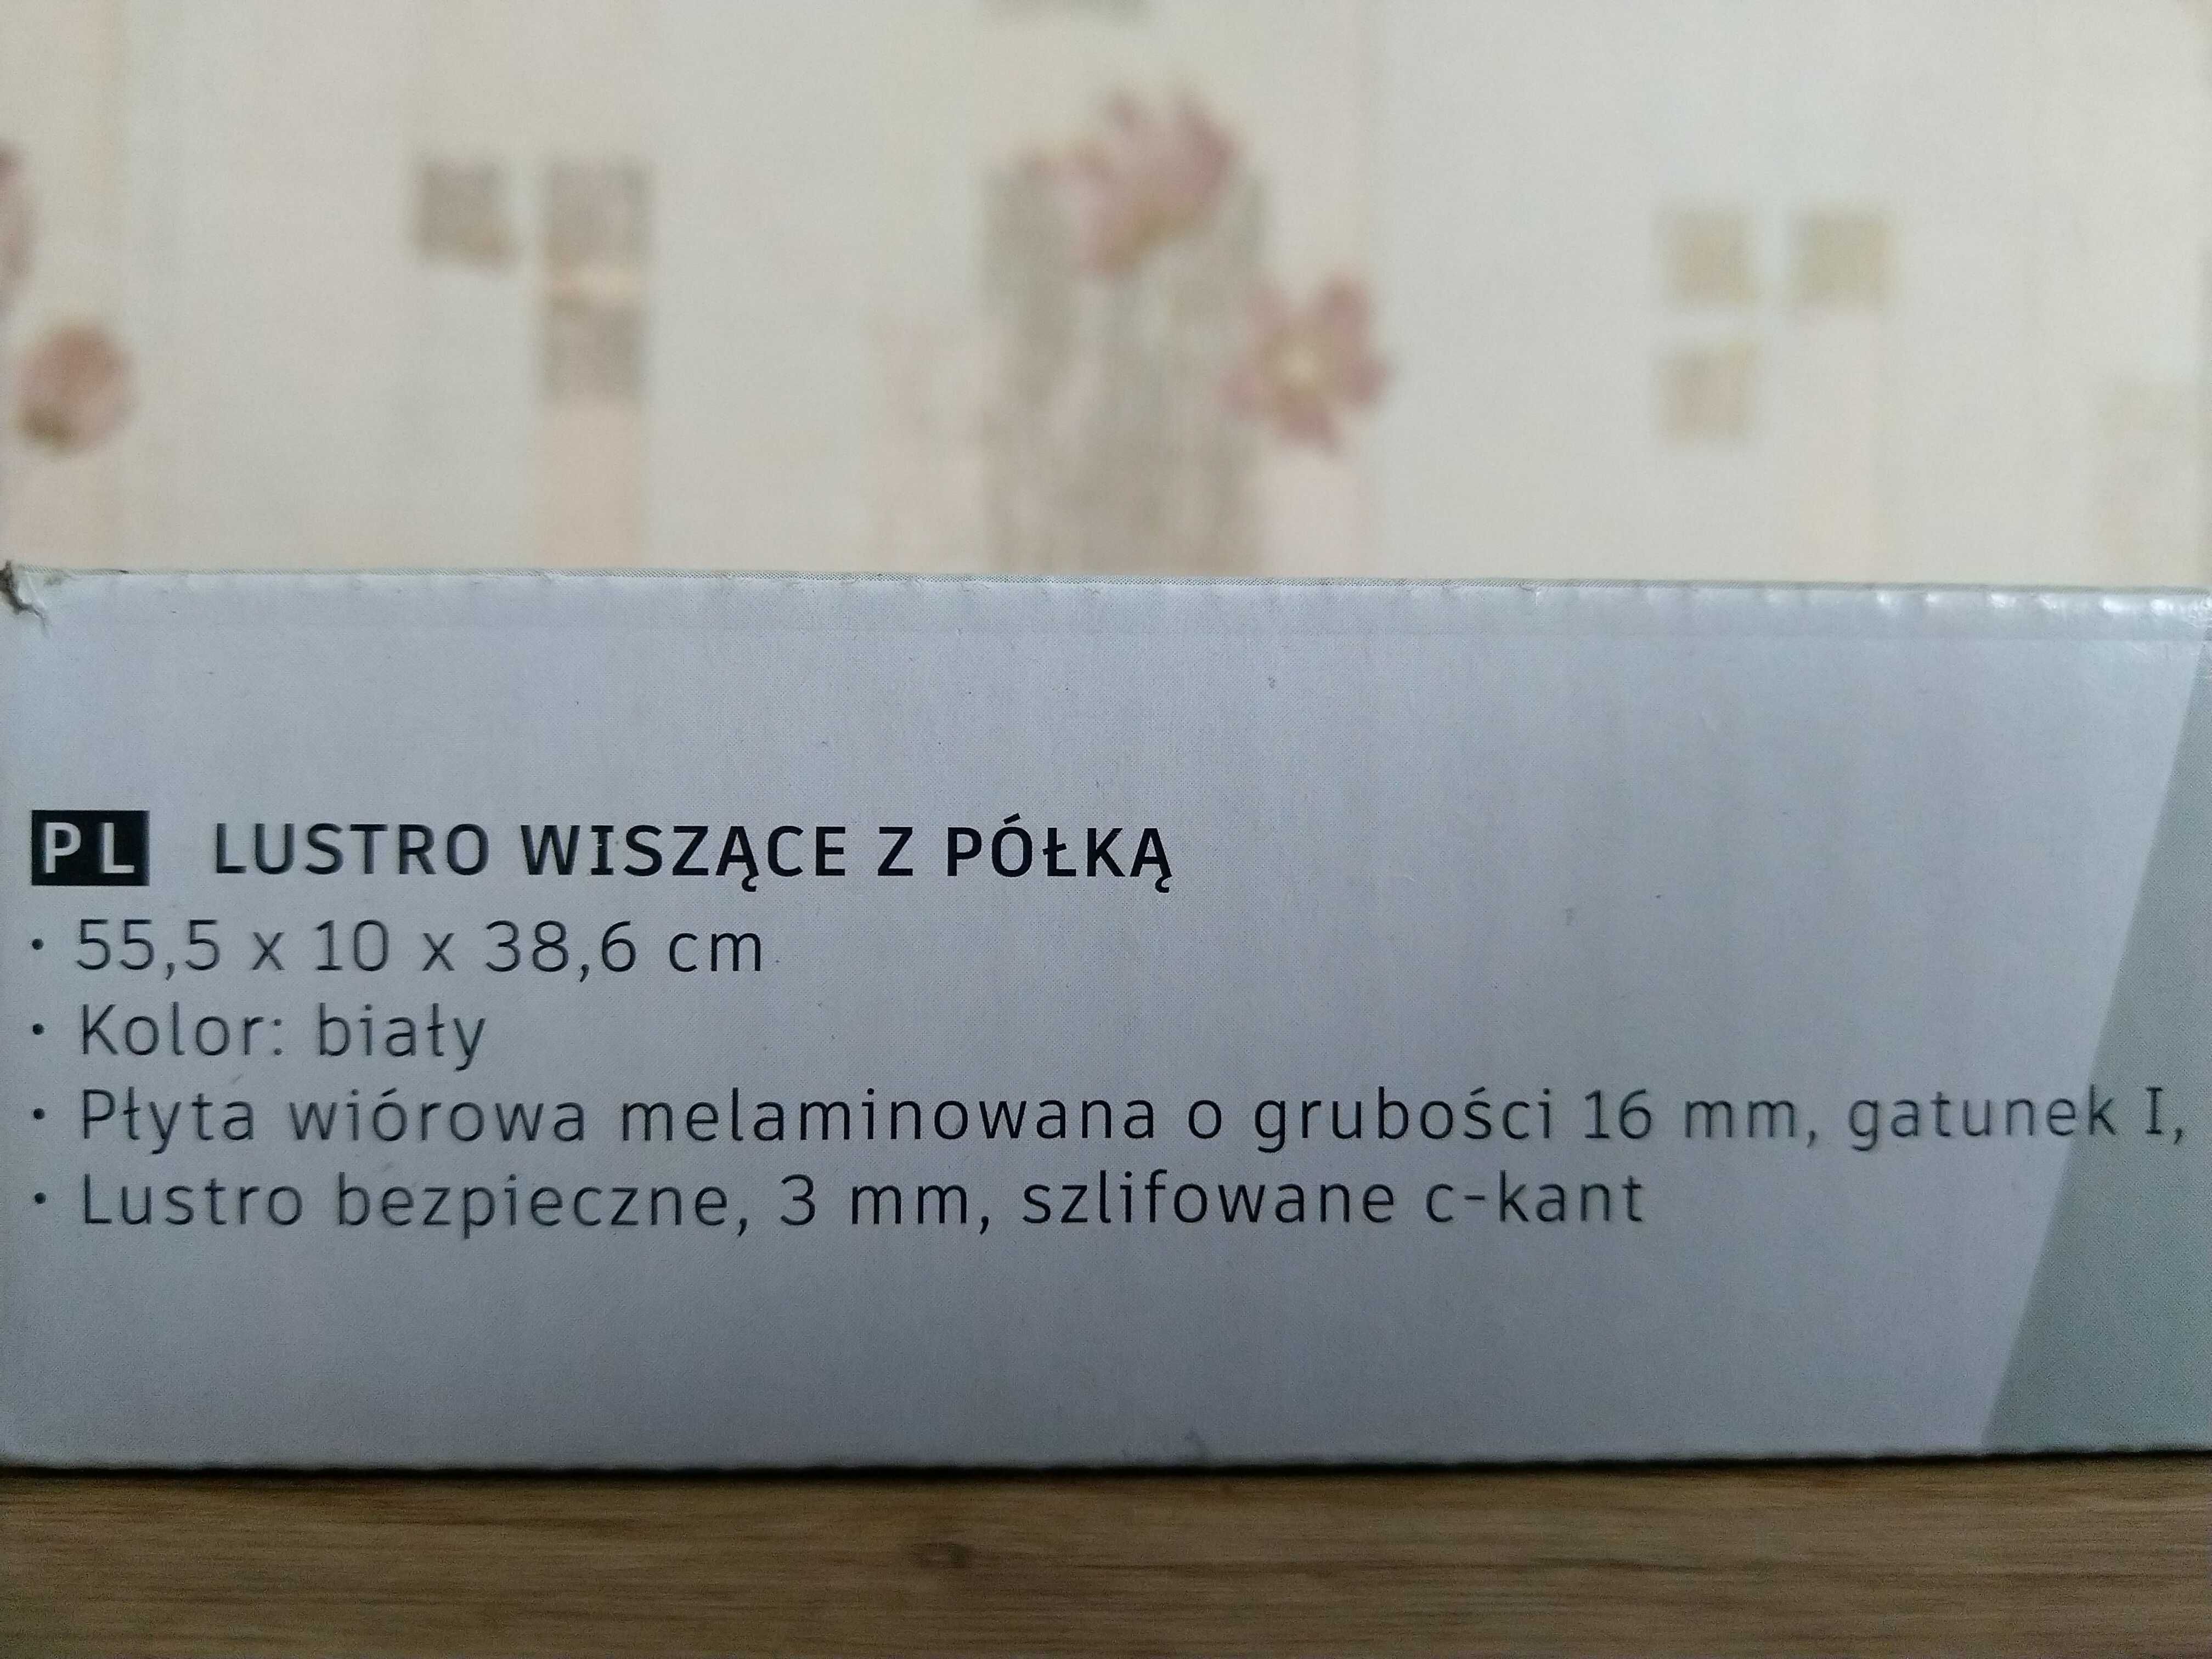 PL LUSTRO WISZĄCE Z PÓŁKĄ
· 55,5 x 10 x 38,6 cm
· Kolor: biały
· Płyta wiórowa melaminowana o grubości 16 mm, gatunek I,
· Lustro bezpieczne, 3 mm, szlifowane c-kant